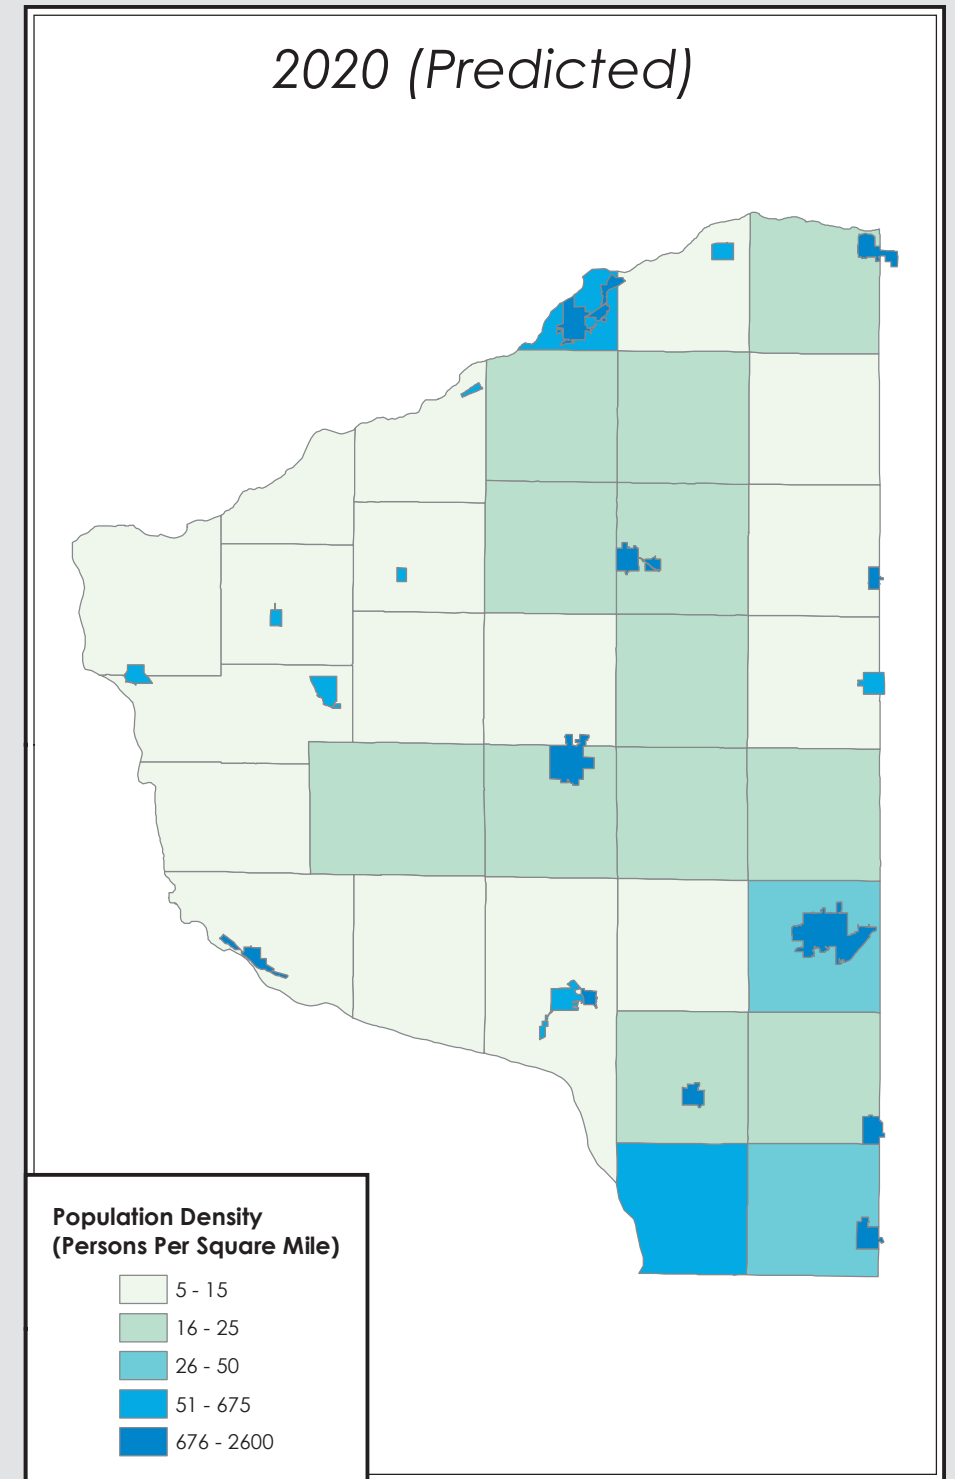 2020 (Predicted)
Population Density
(Persons Per Square Mile)
5 - 15
16 - 25
26 - 50
51 - 675
676 - 2600